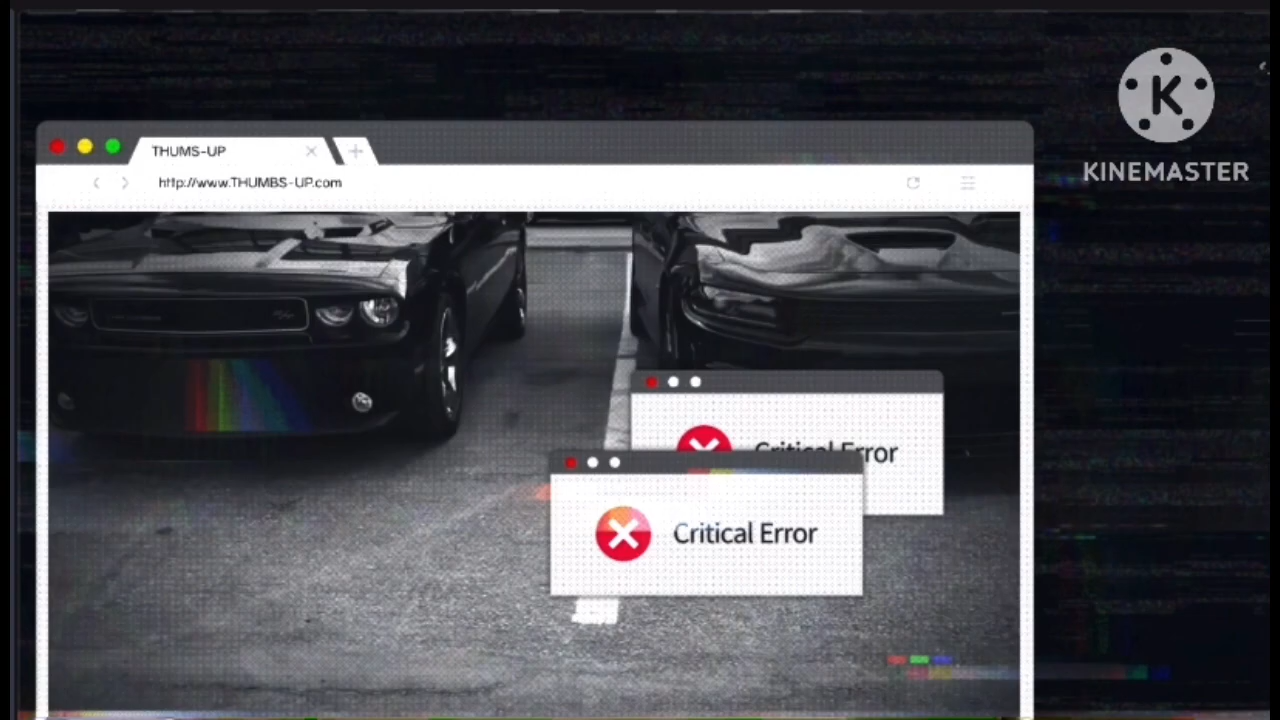 THUMS-UP
http://www.THUMBS-UP.com
K
KINEMASTER
Critical Error
Critical Error